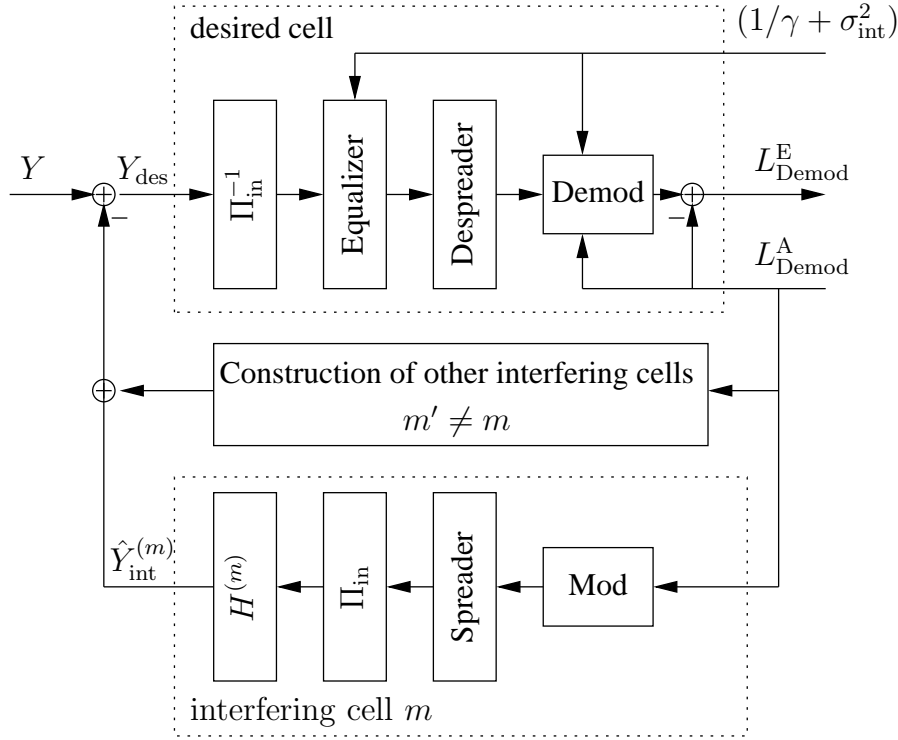 desired cell
(1/γ + σ²_int)
Y
Y_des
−
Π_in^{-1}
Equalizer
Despreader
Demod
−
L^E_Demod
L^A_Demod
Construction of other interfering cells
m′ ≠ m
Ŷ_int^{(m)}
H^{(m)}
Π_in
Spreader
Mod
interfering cell m